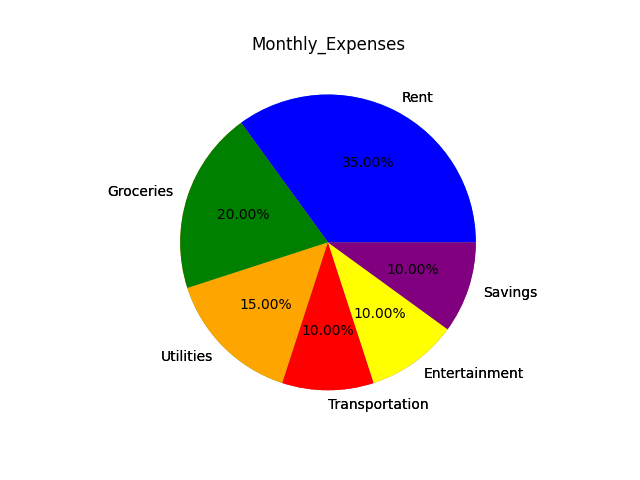 Monthly_Expenses
Rent
35.00%
Groceries
20.00%
Utilities
15.00%
Transportation
10.00%
Entertainment
10.00%
Savings
10.00%